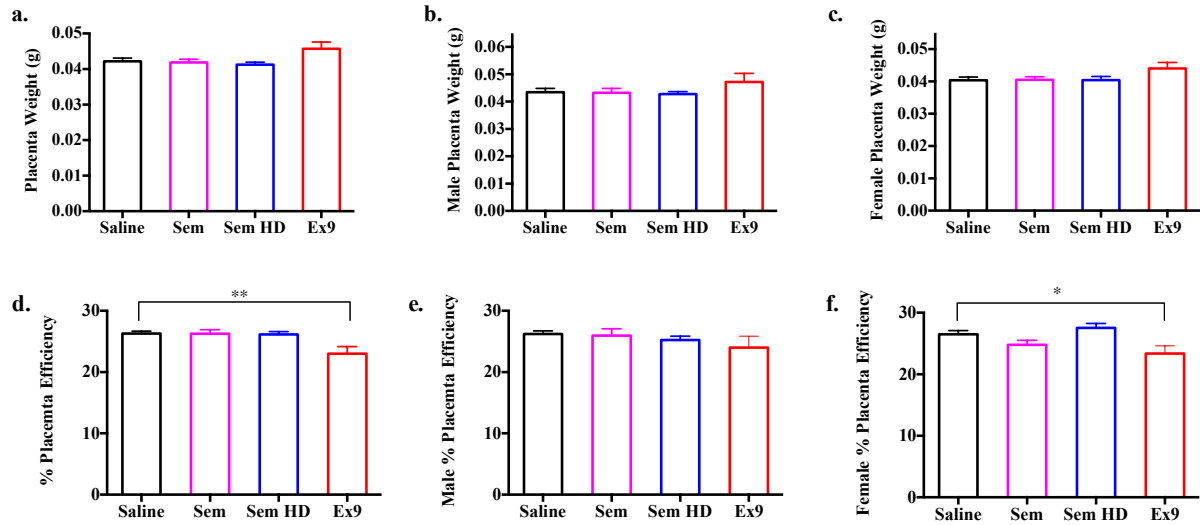 a.
Placenta Weight (g)
0.05
0.04
0.03
0.02
0.01
0.00
Saline Sem Sem HD Ex9
b.
Male Placenta Weight (g)
0.06
0.05
0.04
0.03
0.02
0.01
0.00
Saline Sem Sem HD Ex9
c.
Female Placenta Weight (g)
0.05
0.04
0.03
0.02
0.01
0.00
Saline Sem Sem HD Ex9
d.
% Placemta Efficiency
30
20
10
0
**
Saline Sem Sem HD Ex9
e.
Male % Placemta Efficiency
30
20
10
0
Saline Sem Sem HD Ex9
f.
Female % Placenta Efficiency
30
20
10
0
*
Saline Sem Sem HD Ex9